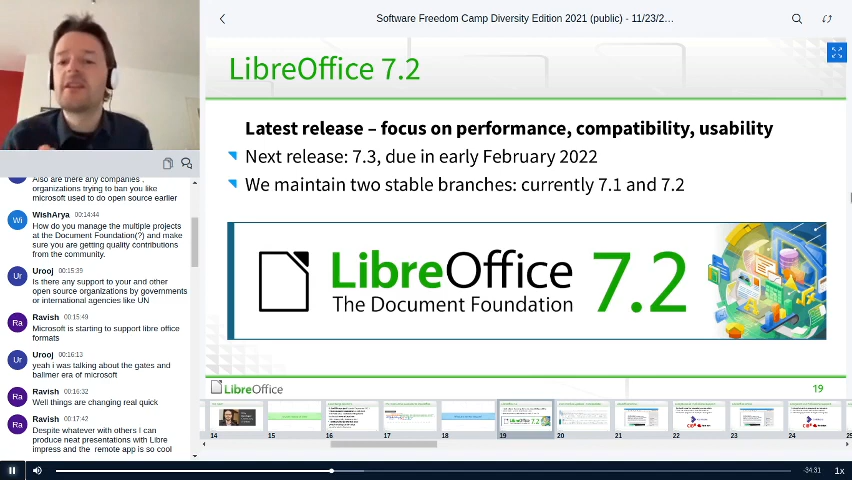 Software Freedom Camp Diversity Edition 2021 (public) - 11/23/2...
LibreOffice 7.2
Latest release – focus on performance, compatibility, usability
Next release: 7.3, due in early February 2022
We maintain two stable branches: currently 7.1 and 7.2
LibreOffice 7.2
The Document Foundation
LibreOffice
19
Also are there any companies ,
organizations trying to ban you like
microsoft used to do open source earlier
Wi
WishArya 00:14:44
How do you manage the multiple projects
at the Document Foundation(?) and make
sure you are getting quality contributions
from the community.
Ur
Urooj 00:15:39
Is there any support to your and other
open source organizations by governments
or international agencies like UN
Ra
Ravish 00:15:49
Microsoft is starting to support libre office
formats
Ur
Urooj 00:16:13
yeah i was talking about the gates and
ballmer era of microsoft
Ra
Ravish 00:16:32
Well things are changing real quick
Ra
Ravish 00:17:42
Despite whatever with others I can
produce neat presentations with Libre
impress and the remote app is so cool
14 15 16 17 18 19 20 21 22 23 24 25
-34:31
1x